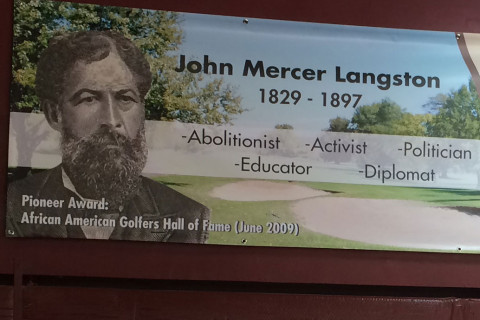 John Mercer Langston
1829 - 1897
-Abolitionist -Activist -Politician
-Educator -Diplomat
Pioneer Award:
African American Golfers Hall of Fame (June 2009)